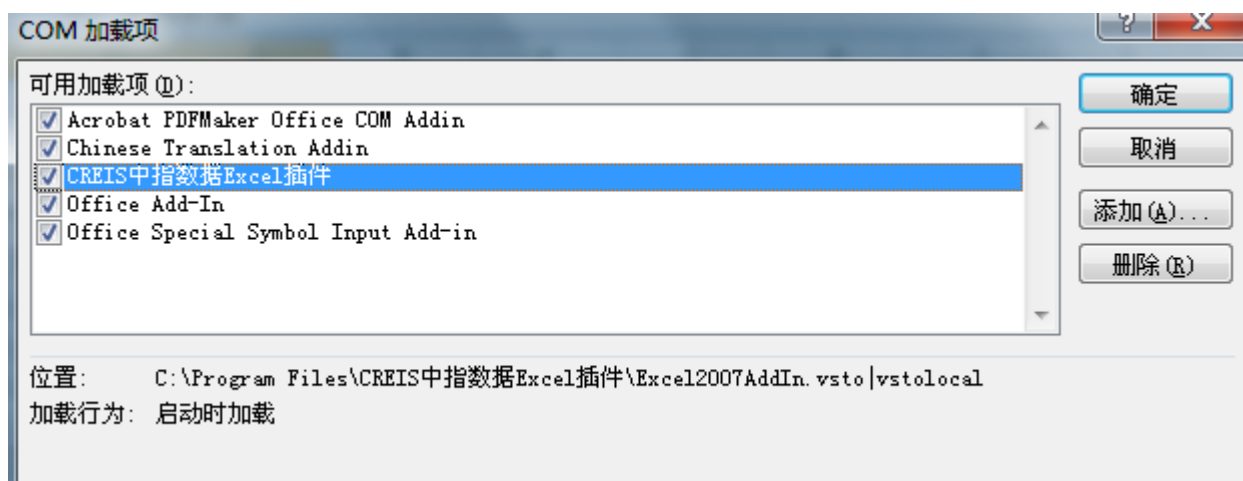 COM 加载项
可用加载项(D):
确定
Acrobat PDFMaker Office COM Addin
Chinese Translation Addin
取消
CREIS中指数据Excel插件
Office Add-In
添加(A)...
Office Special Symbol Input Add-in
删除(R)
位置: C:\Program Files\CREIS中指数据Excel插件\Excel2007AddIn.vsto|vstolocal
加载行为: 启动时加载